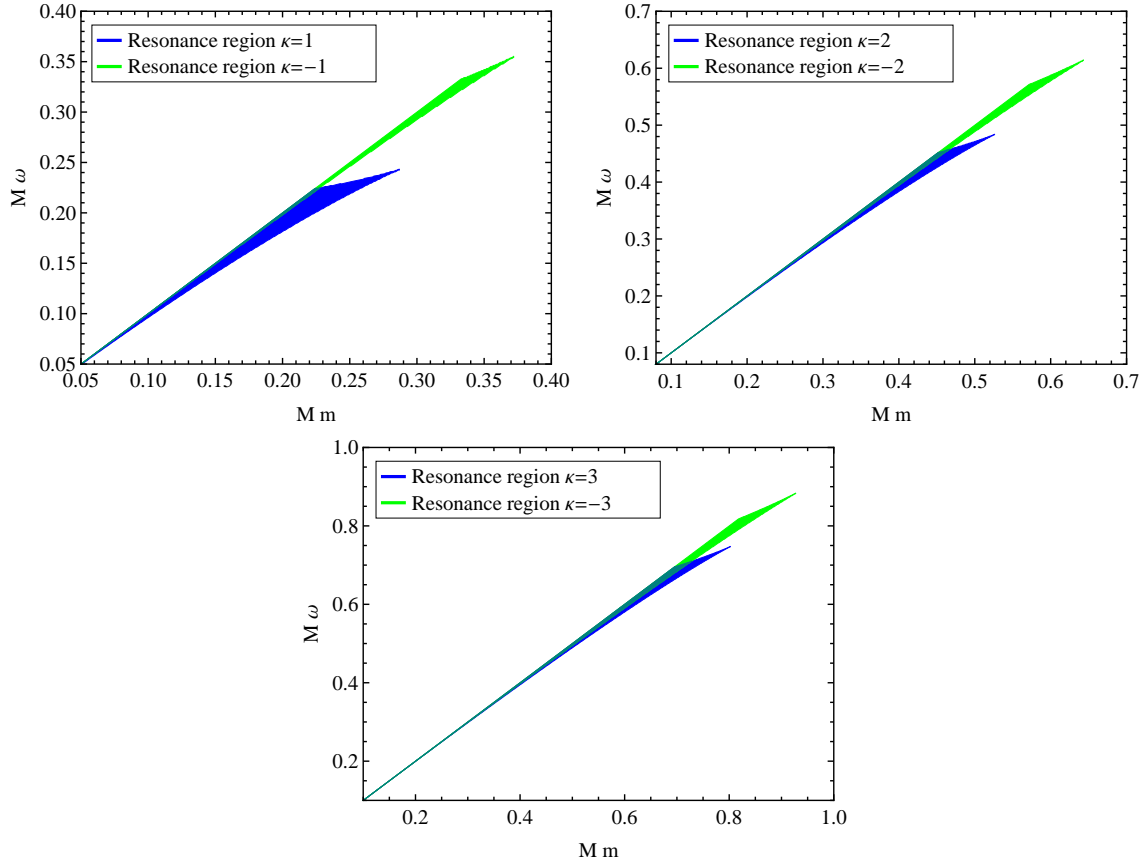 Resonance region κ=1
Resonance region κ=−1
0.40
0.35
0.30
0.25
0.20
0.15
0.10
0.05
M ω
0.05 0.10 0.15 0.20 0.25 0.30 0.35 0.40
M m
Resonance region κ=2
Resonance region κ=−2
0.7
0.6
0.5
0.4
0.3
0.2
0.1
M ω
0.1 0.2 0.3 0.4 0.5 0.6 0.7
M m
Resonance region κ=3
Resonance region κ=−3
1.0
0.8
0.6
0.4
0.2
M ω
0.2 0.4 0.6 0.8 1.0
M m